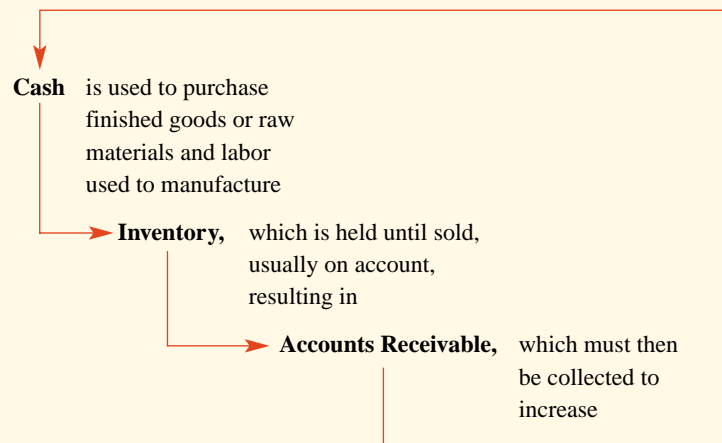 Cash is used to purchase
finished goods or raw
materials and labor
used to manufacture
Inventory, which is held until sold,
usually on account,
resulting in
Accounts Receivable, which must then
be collected to
increase